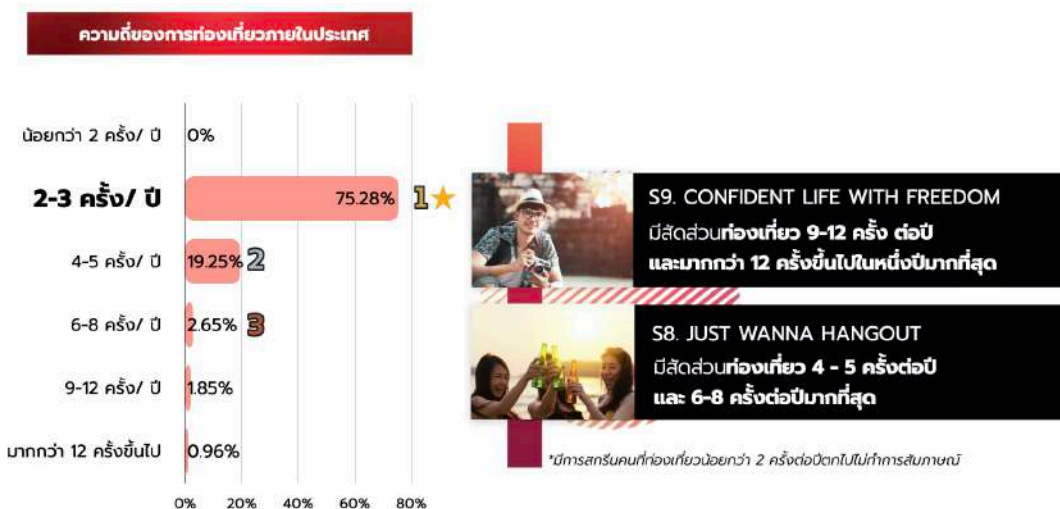 ความถี่ของการท่องเที่ยวภายในประเทศ
น้อยกว่า 2 ครั้ง/ ปี 0%
2-3 ครั้ง/ ปี 75.28% 1
4-5 ครั้ง/ ปี 19.25% 2
6-8 ครั้ง/ ปี 2.65% 3
9-12 ครั้ง/ ปี 1.85%
มากกว่า 12 ครั้งขึ้นไป 0.96%
0% 20% 40% 60% 80%
S9. CONFIDENT LIFE WITH FREEDOM
มีสัดส่วนท่องเที่ยว 9-12 ครั้ง ต่อปี
และมากกว่า 12 ครั้งขึ้นไปในหนึ่งปีมากที่สุด
S8. JUST WANNA HANGOUT
มีสัดส่วนท่องเที่ยว 4 - 5 ครั้งต่อปี
และ 6-8 ครั้งต่อปีมากที่สุด
*มีการสกรีนคนที่ท่องเที่ยวน้อยกว่า 2 ครั้งต่อปีตกไปไม่ทำการสัมภาษณ์